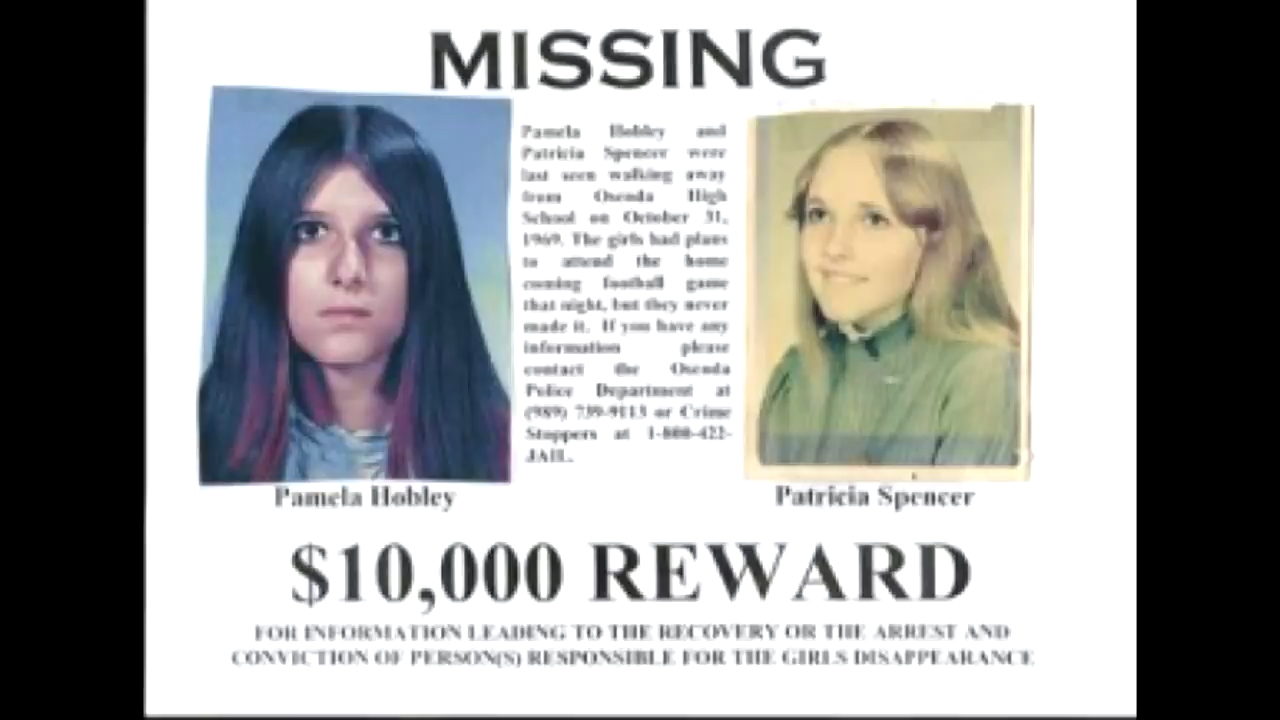 MISSING
Pamela Hobley and
Patricia Spencer were
last seen walking away
from Oscoda High
School on October 31,
1969. The girls had plans
to attend the home
coming football game
that night, but they never
made it. If you have any
information please
contact the Oscoda
Police Department at
(989) 739-9113 or Crime
Stoppers at 1-800-422-
JAIL.
Pamela Hobley
Patricia Spencer
$10,000 REWARD
FOR INFORMATION LEADING TO THE RECOVERY OR THE ARREST AND
CONVICTION OF PERSON(S) RESPONSIBLE FOR THE GIRLS DISAPPEARANCE